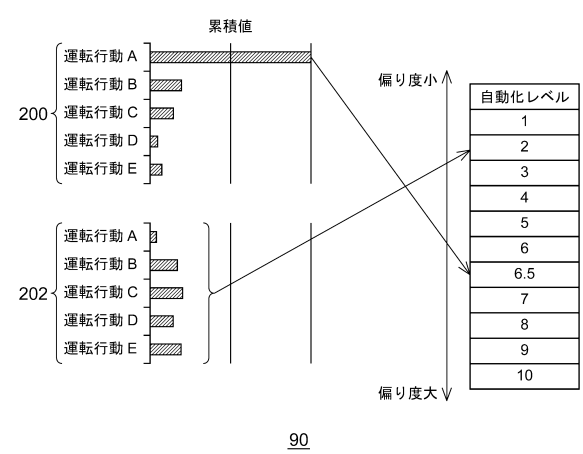 累積値
200
運転行動 A
運転行動 B
運転行動 C
運転行動 D
運転行動 E
202
運転行動 A
運転行動 B
運転行動 C
運転行動 D
運転行動 E
偏り度小
偏り度大
自動化レベル
1
2
3
4
5
6
6.5
7
8
9
10
90